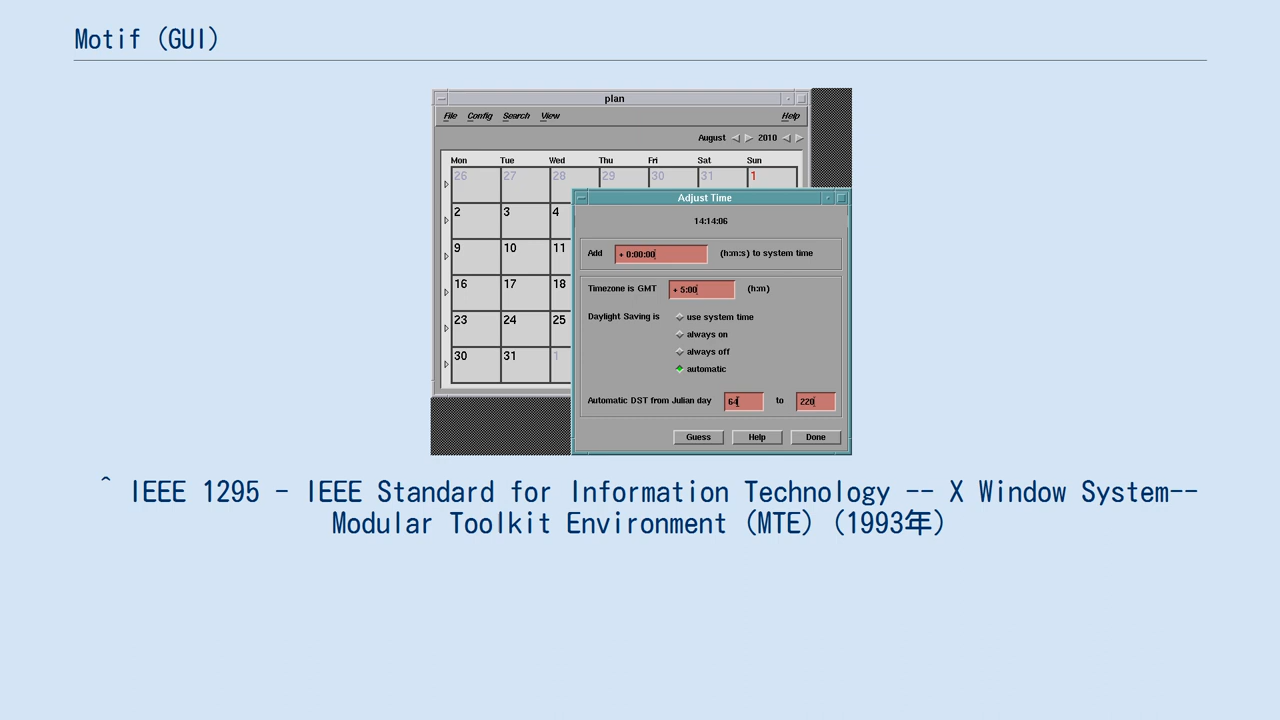 Motif (GUI)
plan
File Config Search View Help
August 2010
Mon Tue Wed Thu Fri Sat Sun
26 27 28 29 30 31 1
Adjust Time
2 3 4
14:14:06
9 10 11
Add + 0:00:00 (h:m:s) to system time
16 17 18
Timezone is GMT + 5:00 (h:m)
23 24 25
Daylight Saving is use system time
always on
always off
30 31 1
automatic
Automatic DST from Julian day 64 to 220
Guess Help Done
^ IEEE 1295 - IEEE Standard for Information Technology -- X Window System--
Modular Toolkit Environment (MTE) (1993年)